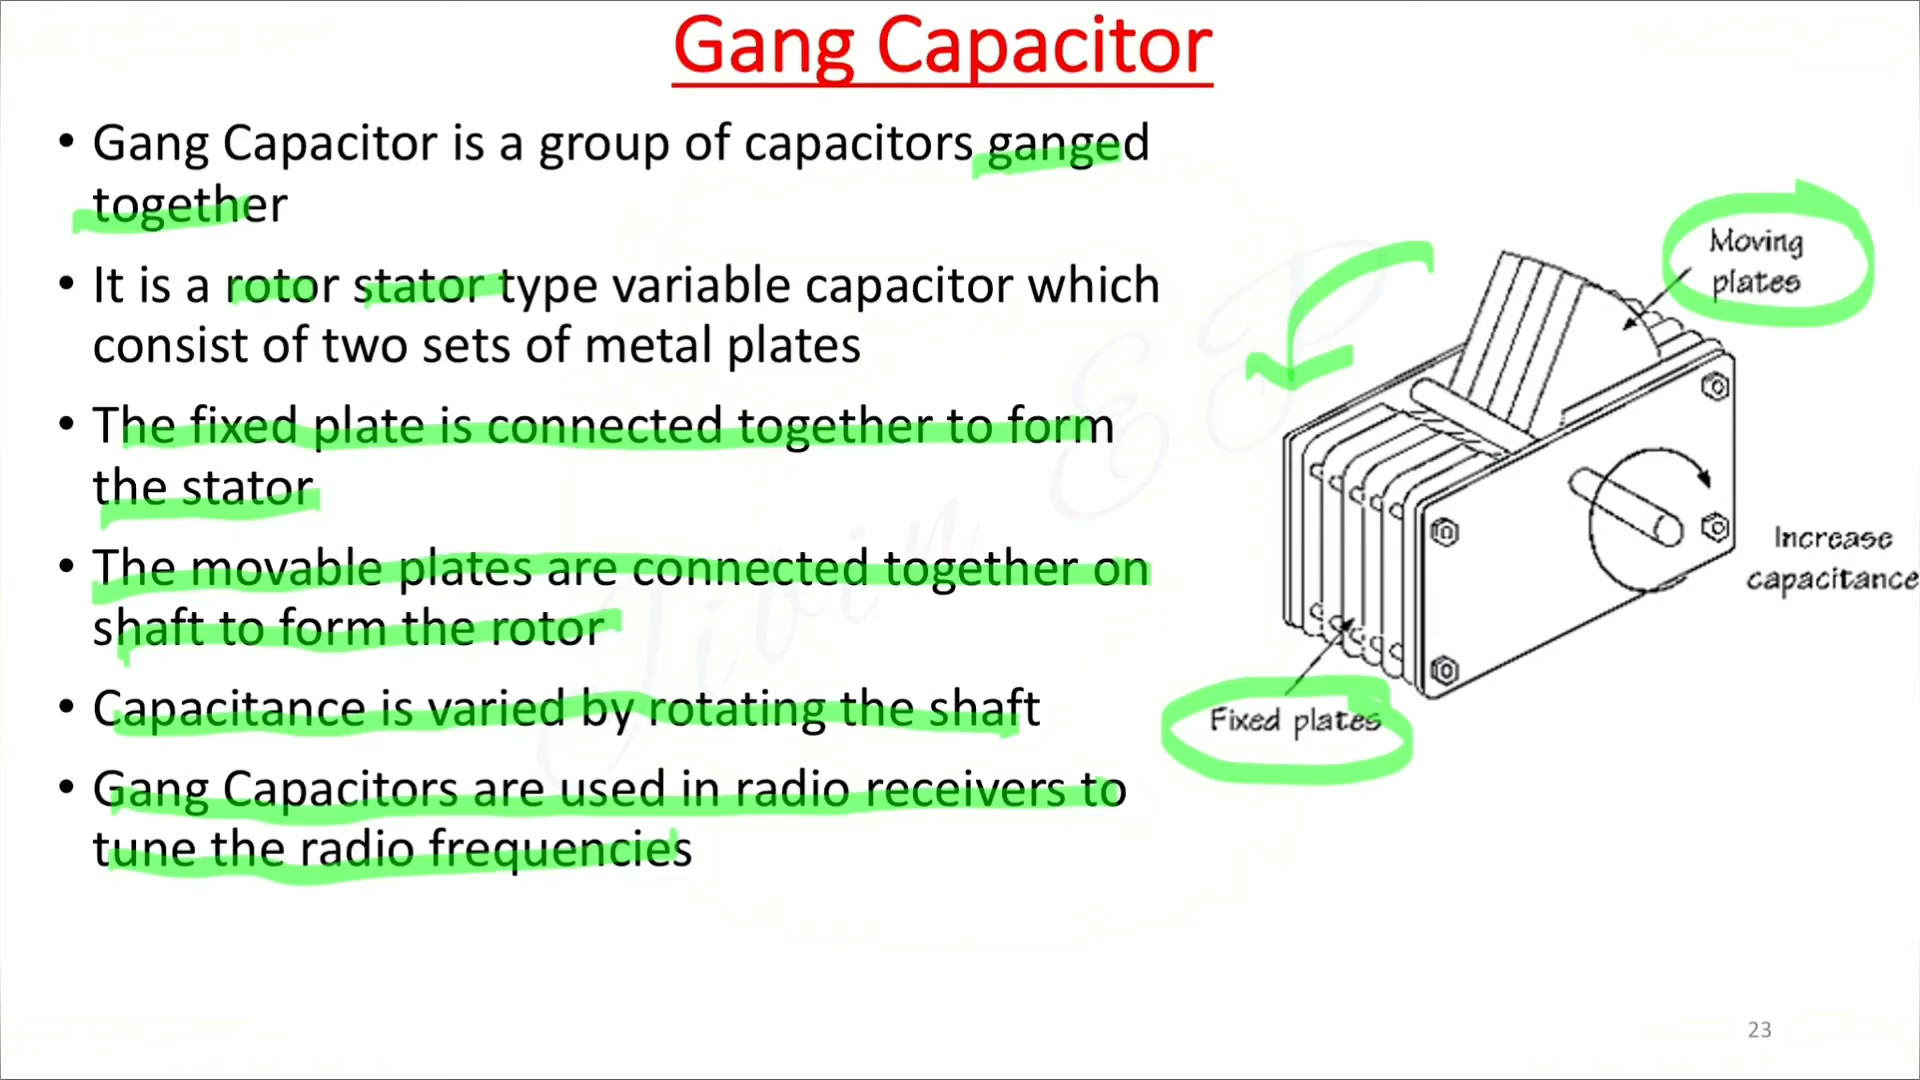 Gang Capacitor
• Gang Capacitor is a group of capacitors ganged
together
• It is a rotor stator type variable capacitor which
consist of two sets of metal plates
• The fixed plate is connected together to form
the stator
• The movable plates are connected together on
shaft to form the rotor
• Capacitance is varied by rotating the shaft
• Gang Capacitors are used in radio receivers to
tune the radio frequencies
Moving
plates
Increase
capacitance
Fixed plates
23